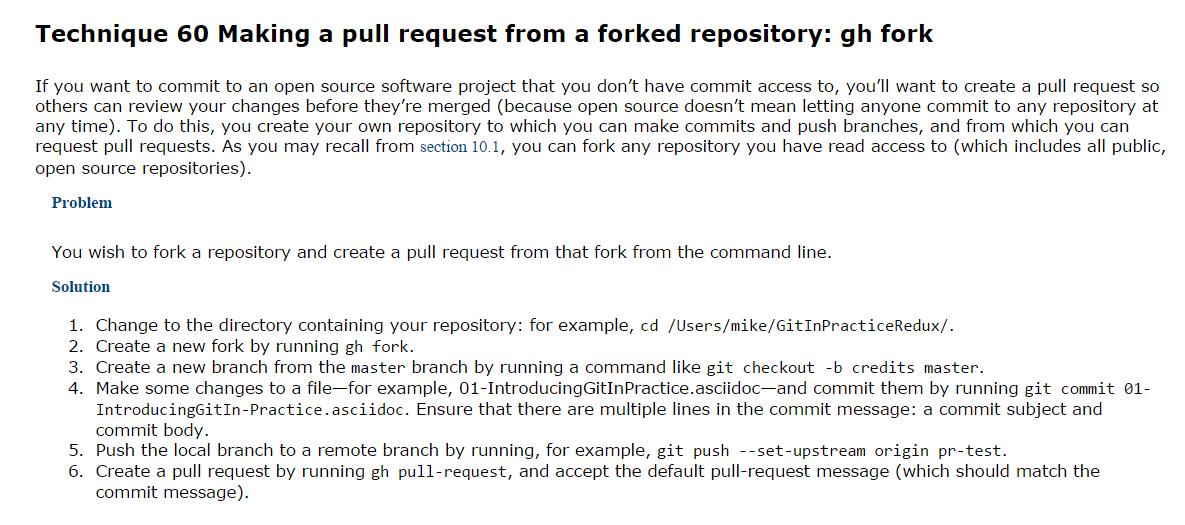 Technique 60 Making a pull request from a forked repository: gh fork
If you want to commit to an open source software project that you don’t have commit access to, you’ll want to create a pull request so
others can review your changes before they’re merged (because open source doesn’t mean letting anyone commit to any repository at
any time). To do this, you create your own repository to which you can make commits and push branches, and from which you can
request pull requests. As you may recall from section 10.1, you can fork any repository you have read access to (which includes all public,
open source repositories).
Problem
You wish to fork a repository and create a pull request from that fork from the command line.
Solution
1. Change to the directory containing your repository: for example, cd /Users/mike/GitInPracticeRedux/.
2. Create a new fork by running gh fork.
3. Create a new branch from the master branch by running a command like git checkout -b credits master.
4. Make some changes to a file—for example, 01-IntroducingGitInPractice.asciidoc—and commit them by running git commit 01-
IntroducingGitIn-Practice.asciidoc. Ensure that there are multiple lines in the commit message: a commit subject and
commit body.
5. Push the local branch to a remote branch by running, for example, git push --set-upstream origin pr-test.
6. Create a pull request by running gh pull-request, and accept the default pull-request message (which should match the
commit message).